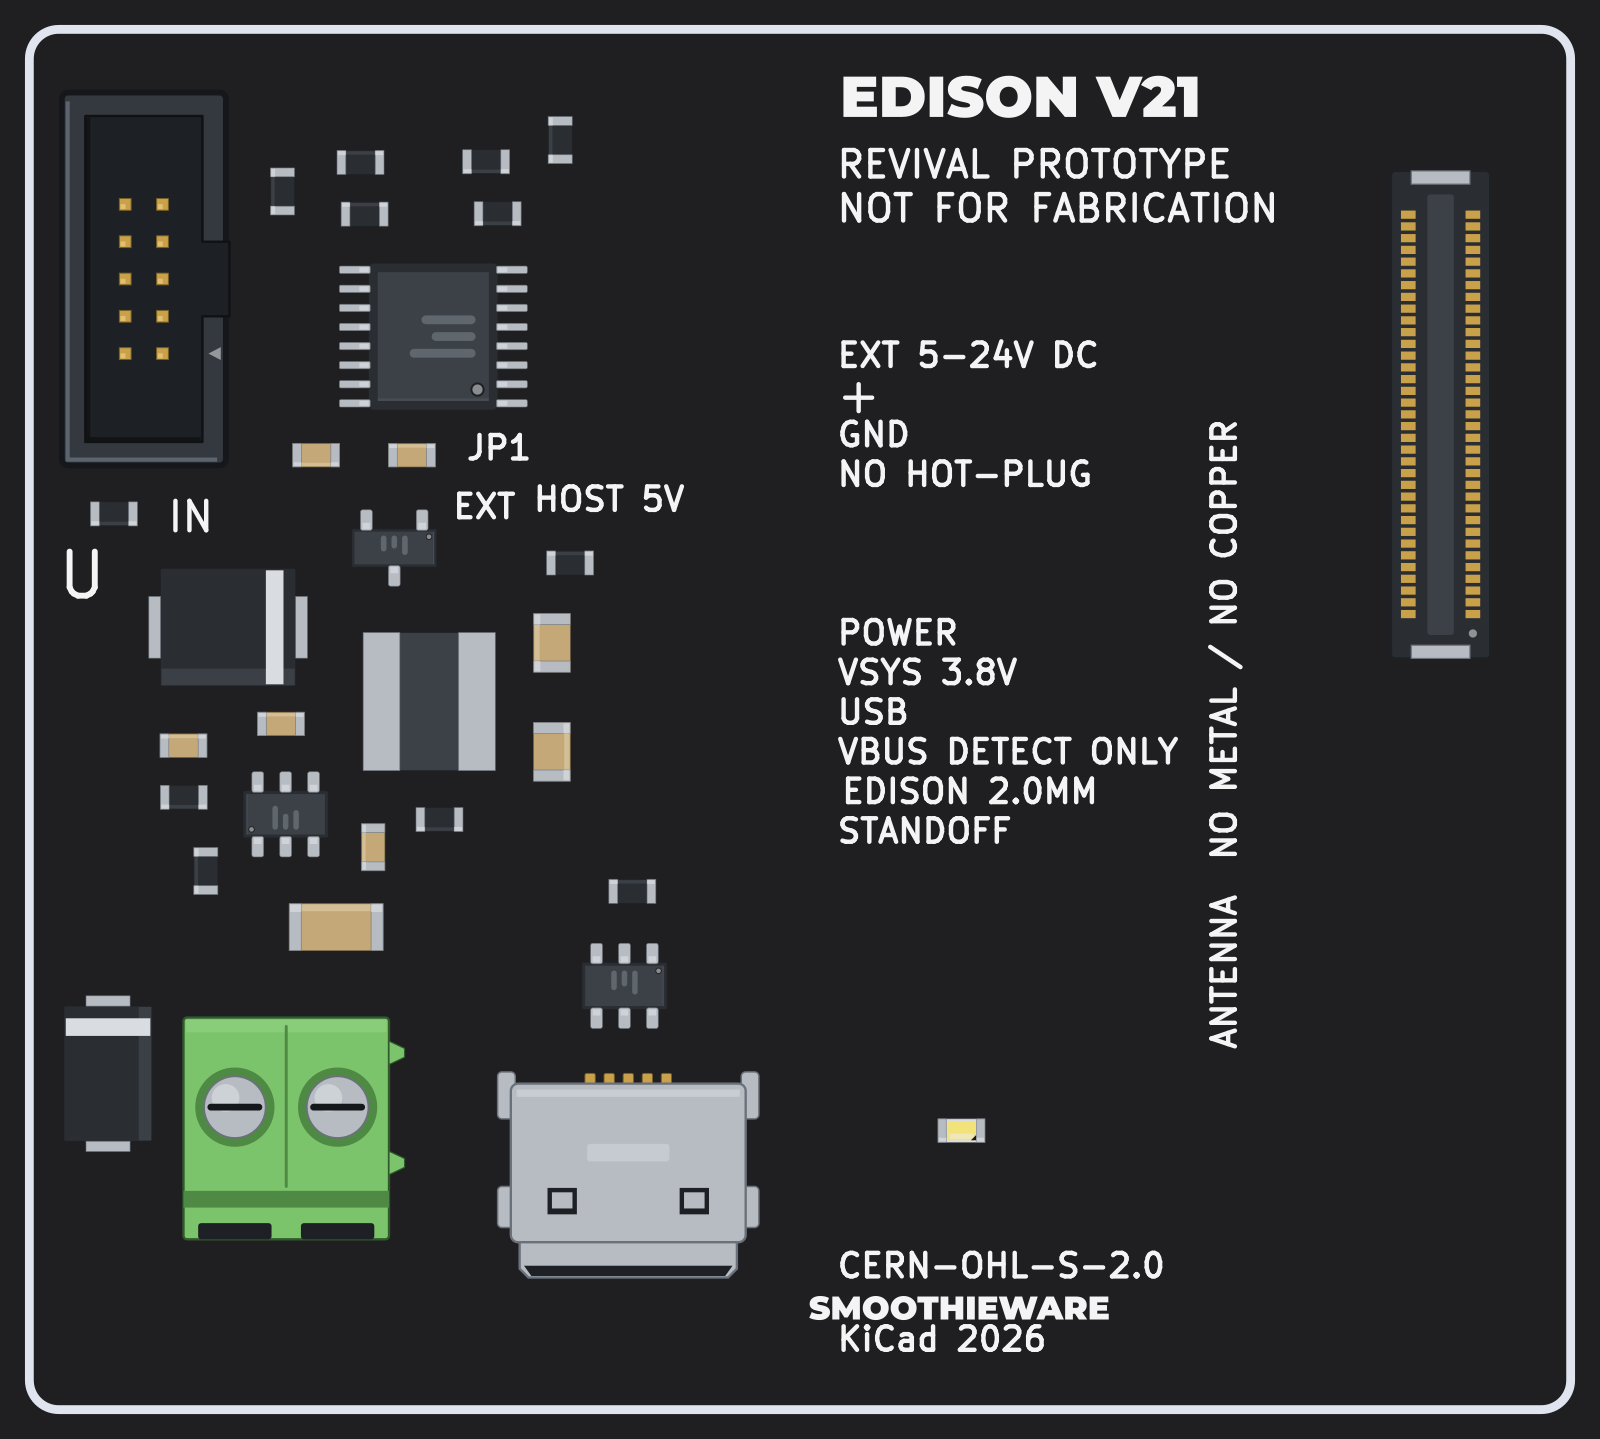 EDISON V21
REVIVAL PROTOTYPE
NOT FOR FABRICATION
EXT 5-24V DC
+
GND
NO HOT-PLUG
JP1
EXT
HOST 5V
IN
U
POWER
VSYS 3.8V
USB
VBUS DETECT ONLY
EDISON 2.0MM
STANDOFF
ANTENNA NO METAL / NO COPPER
CERN-OHL-S-2.0
SMOOTHIEWARE
KiCad 2026